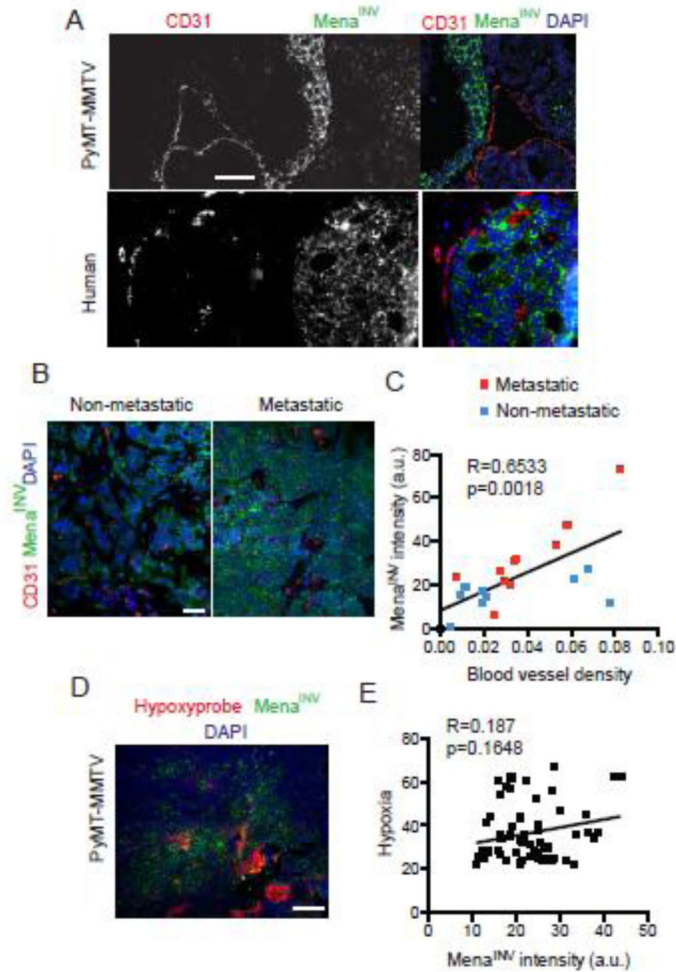 A
CD31 Mena^INV CD31 Mena^INV DAPI
PyMT-MMTV
Human
B
Non-metastatic Metastatic
CD31 Mena^INV DAPI
C
Metastatic
Non-metastatic
R=0.6533
p=0.0018
Mena^INV intensity (a.u.)
80
60
40
20
0
0.00 0.02 0.04 0.06 0.08 0.10
Blood vessel density
D
Hypoxyprobe Mena^INV
DAPI
PyMT-MMTV
E
R=0.187
p=0.1648
Hypoxia
80
60
40
20
0
10 20 30 40 50
Mena^INV intensity (a.u.)